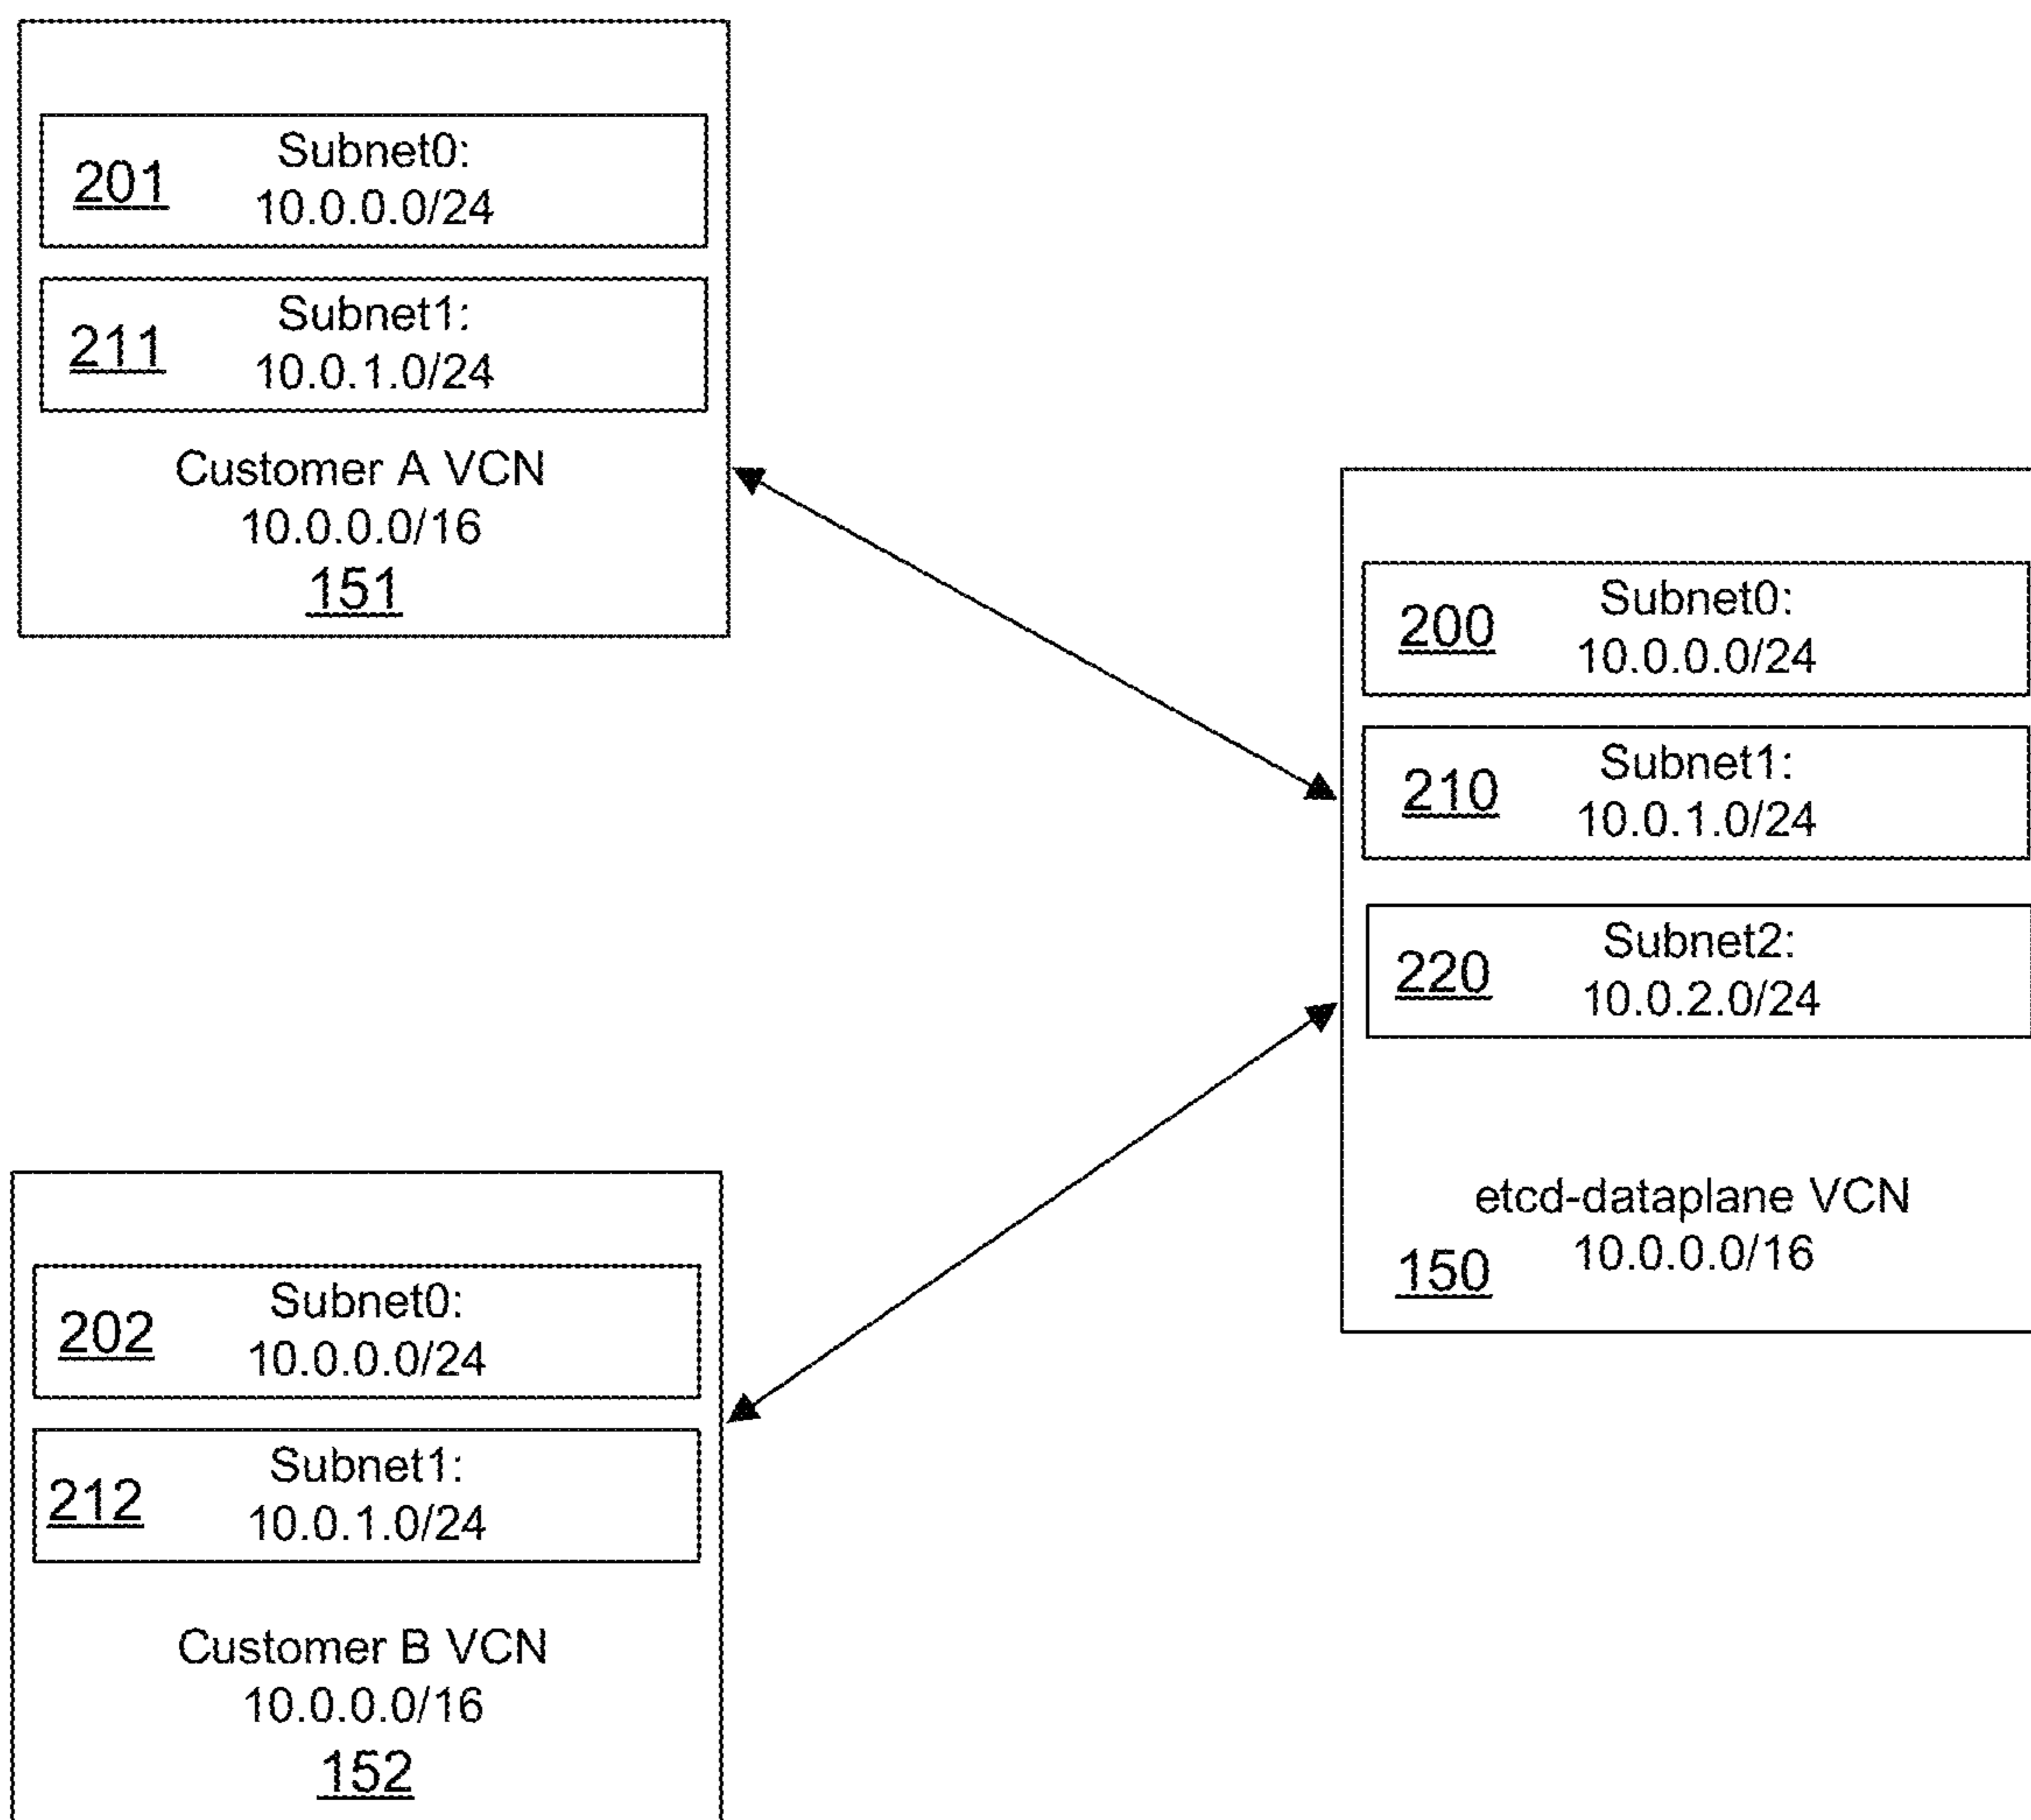 201
Subnet0:
10.0.0.0/24
211
Subnet1:
10.0.1.0/24
Customer A VCN
10.0.0.0/16
151
200
Subnet0:
10.0.0.0/24
210
Subnet1:
10.0.1.0/24
220
Subnet2:
10.0.2.0/24
etcd-dataplane VCN
10.0.0.0/16
150
202
Subnet0:
10.0.0.0/24
212
Subnet1:
10.0.1.0/24
Customer B VCN
10.0.0.0/16
152